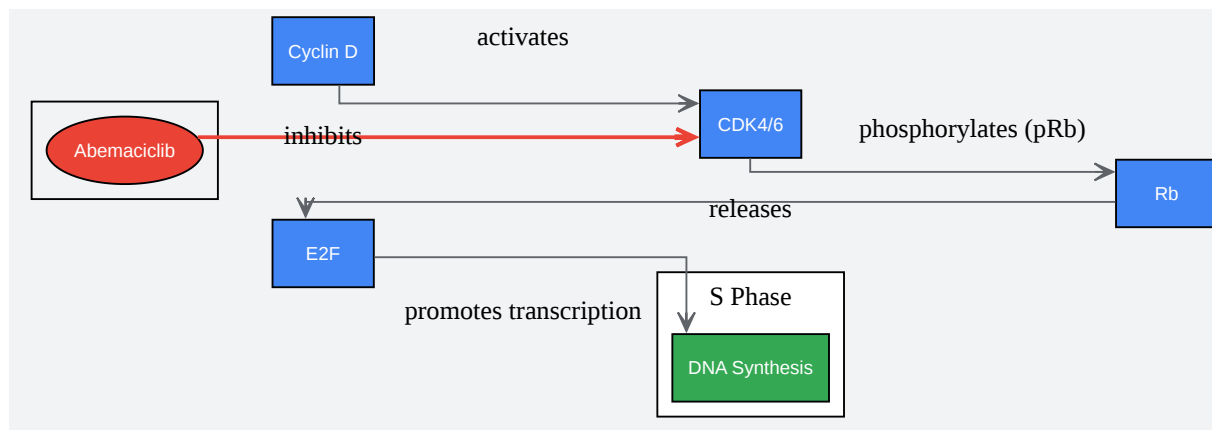 activates
Cyclin D
CDK4/6
phosphorylates (pRb)
inhibits
Abemaciclib
Rb
releases
E2F
S Phase
promotes transcription
DNA Synthesis